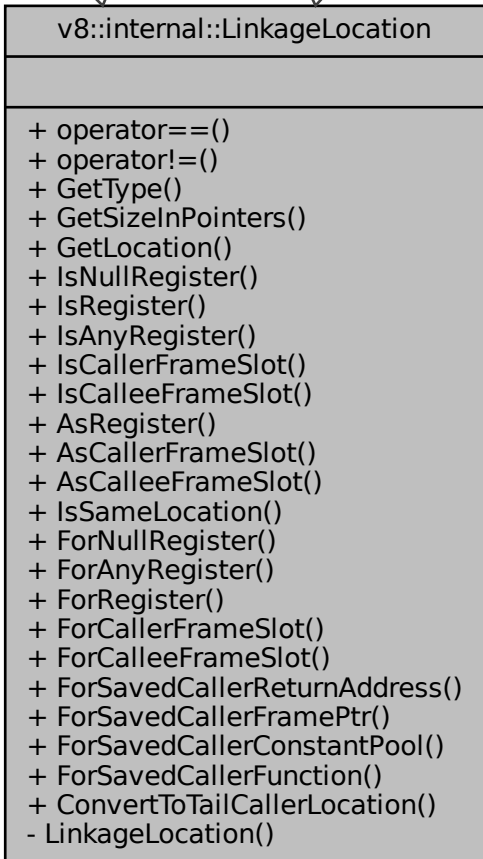 v8::internal::LinkageLocation
+ operator==()
+ operator!=()
+ GetType()
+ GetSizeInPointers()
+ GetLocation()
+ IsNullRegister()
+ IsRegister()
+ IsAnyRegister()
+ IsCallerFrameSlot()
+ IsCalleeFrameSlot()
+ AsRegister()
+ AsCallerFrameSlot()
+ AsCalleeFrameSlot()
+ IsSameLocation()
+ ForNullRegister()
+ ForAnyRegister()
+ ForRegister()
+ ForCallerFrameSlot()
+ ForCalleeFrameSlot()
+ ForSavedCallerReturnAddress()
+ ForSavedCallerFramePtr()
+ ForSavedCallerConstantPool()
+ ForSavedCallerFunction()
+ ConvertToTailCallerLocation()
- LinkageLocation()